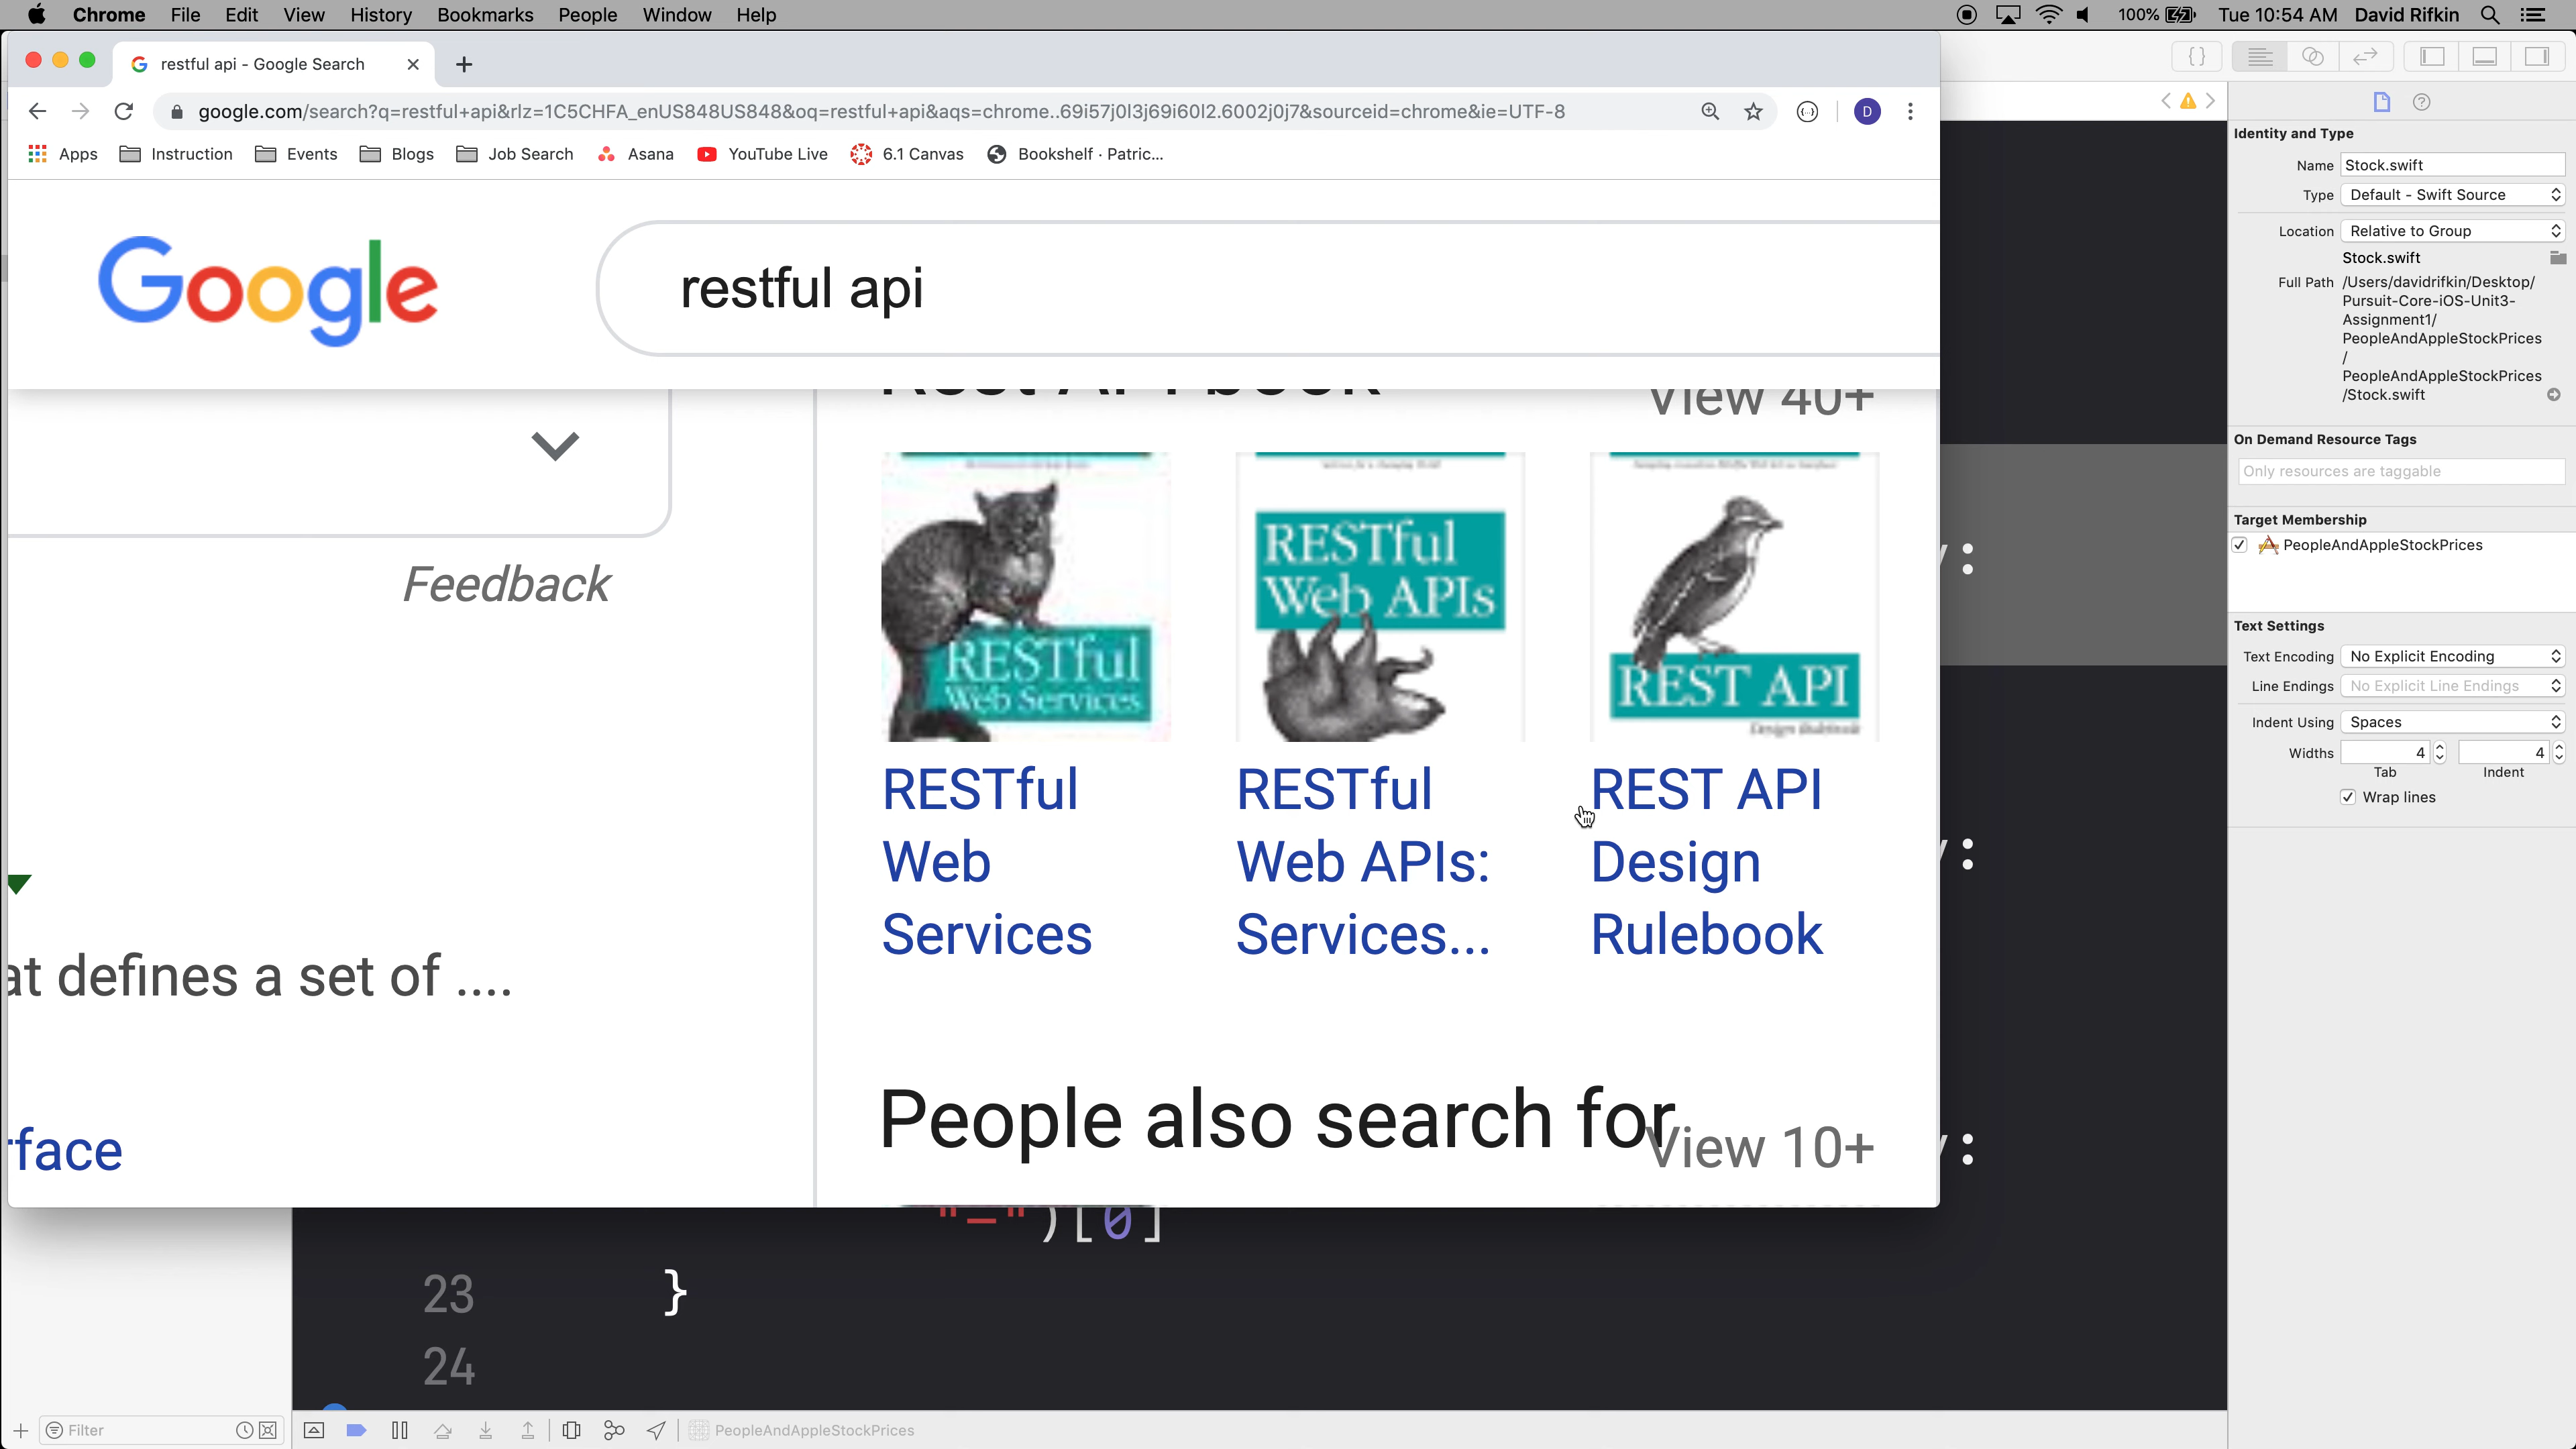 Chrome File Edit View History Bookmarks People Window Help
100% Tue 10:54 AM David Rifkin
restful api - Google Search
google.com/search?q=restful+api&rlz=1C5CHFA_enUS848US848&oq=restful+api&aqs=chrome..69i57j0l3j69i60l2.6002j0j7&sourceid=chrome&ie=UTF-8
D
Apps Instruction Events Blogs Job Search Asana YouTube Live 6.1 Canvas Bookshelf · Patric...
Google
restful api
Rest API book
View 40+
Feedback
RESTful
Web Services
RESTful
Web APIs
REST API
Design Rulebook
RESTful
Web
Services
RESTful
Web APIs:
Services...
REST API
Design
Rulebook
at defines a set of ....
rface
People also search for
View 10+
"-")[0]
23 }
24
Filter
PeopleAndAppleStockPrices
Identity and Type
Name Stock.swift
Type Default - Swift Source
Location Relative to Group
Stock.swift
Full Path /Users/davidrifkin/Desktop/
Pursuit-Core-iOS-Unit3-
Assignment1/
PeopleAndAppleStockPrices
/
PeopleAndAppleStockPrices
/Stock.swift
On Demand Resource Tags
Only resources are taggable
Target Membership
PeopleAndAppleStockPrices
Text Settings
Text Encoding No Explicit Encoding
Line Endings No Explicit Line Endings
Indent Using Spaces
Widths 4 4
Tab Indent
Wrap lines